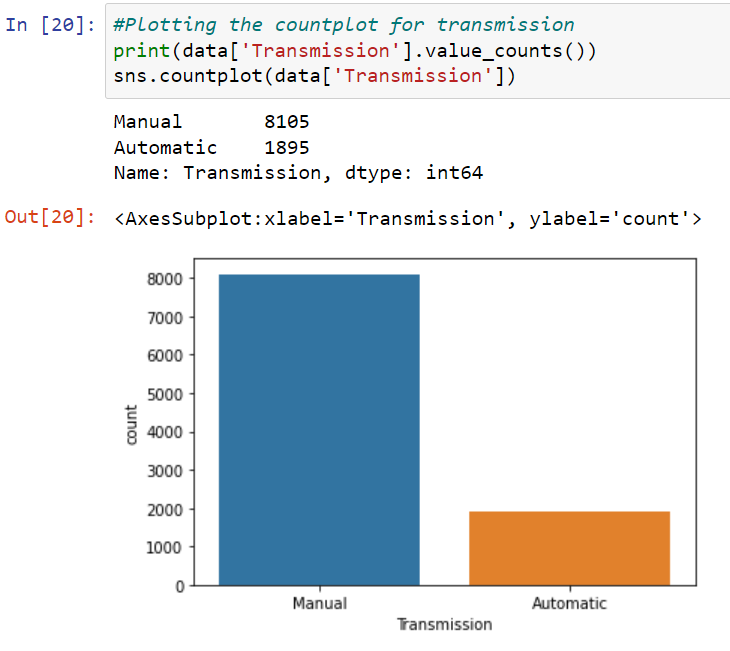 In [20]: #Plotting the countplot for transmission
print(data['Transmission'].value_counts())
sns.countplot(data['Transmission'])
Manual       8105
Automatic    1895
Name: Transmission, dtype: int64
Out[20]: <AxesSubplot:xlabel='Transmission', ylabel='count'>
8000
7000
6000
5000
4000
3000
2000
1000
0
count
Manual Automatic
Transmission